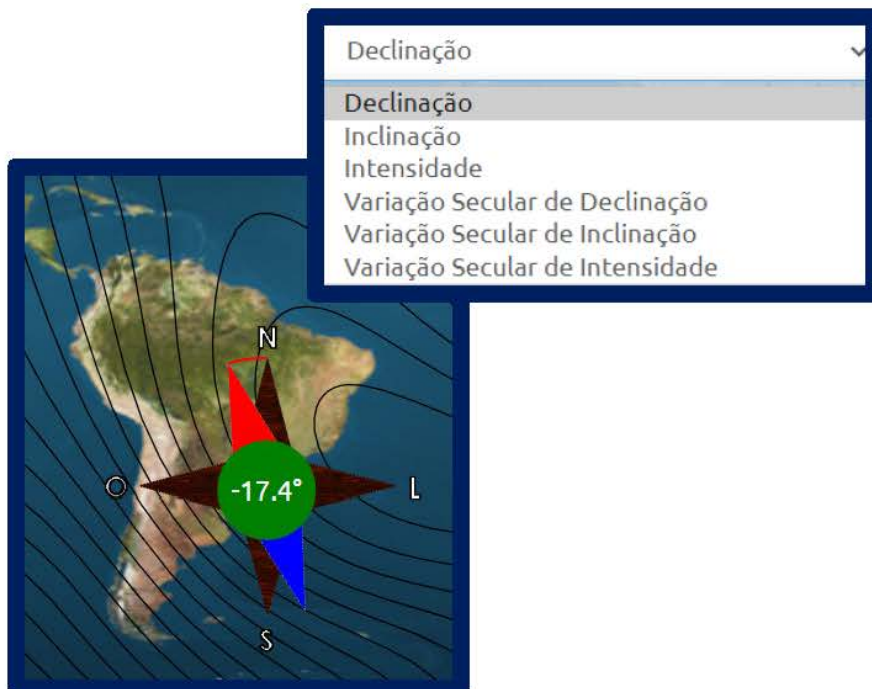 Declinação
Declinação
Inclinação
Intensidade
Variação Secular de Declinação
Variação Secular de Inclinação
Variação Secular de Intensidade
N
O
-17.4°
L
S